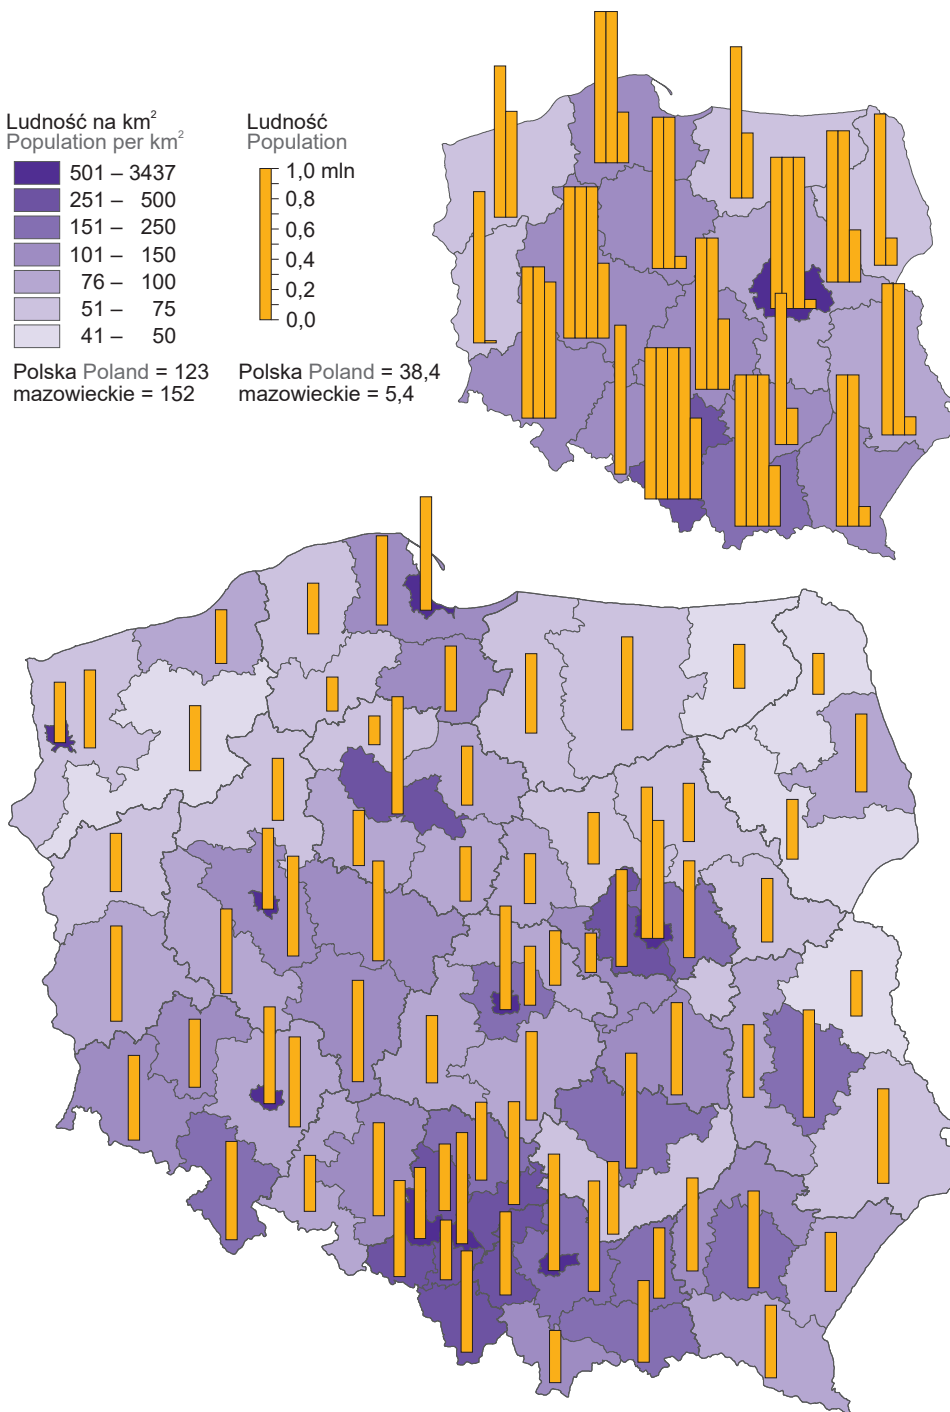 Ludność na km²
Population per km²
501 – 3437
251 – 500
151 – 250
101 – 150
76 – 100
51 – 75
41 – 50
Polska Poland = 123
mazowieckie = 152
Ludność
Population
1,0 mln
0,8
0,6
0,4
0,2
0,0
Polska Poland = 38,4
mazowieckie = 5,4